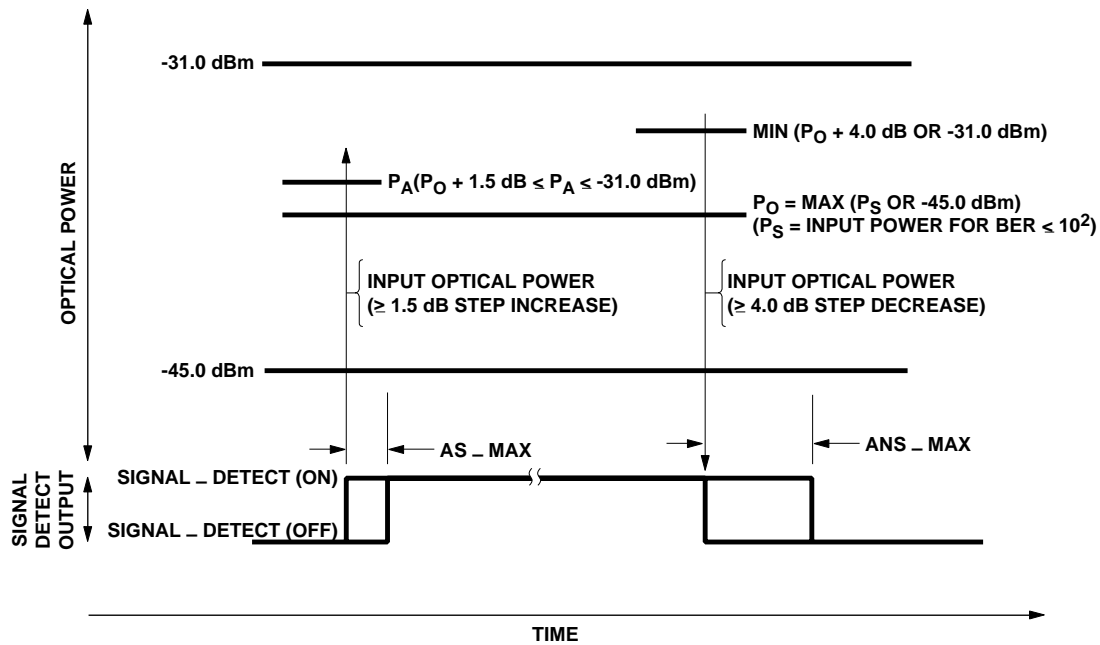 -31.0 dBm
MIN (PO + 4.0 dB OR -31.0 dBm)
PA(PO + 1.5 dB ≤ PA ≤ -31.0 dBm)
PO = MAX (PS OR -45.0 dBm)
(PS = INPUT POWER FOR BER ≤ 10²)
OPTICAL POWER
INPUT OPTICAL POWER
(≥ 1.5 dB STEP INCREASE)
INPUT OPTICAL POWER
(≥ 4.0 dB STEP DECREASE)
-45.0 dBm
AS _ MAX
ANS _ MAX
SIGNAL _ DETECT (ON)
SIGNAL _ DETECT (OFF)
SIGNAL
DETECT
OUTPUT
TIME